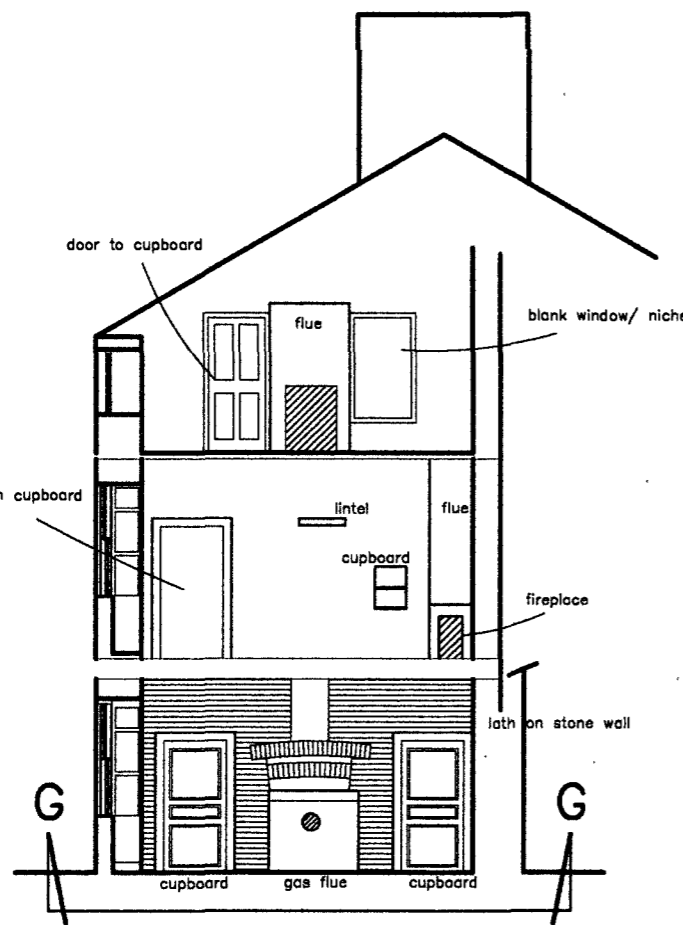 door to cupboard
flue
blank window/ niche
cupboard
lintel
flue
cupboard
fireplace
lath on stone wall
G
G
cupboard
gas flue
cupboard